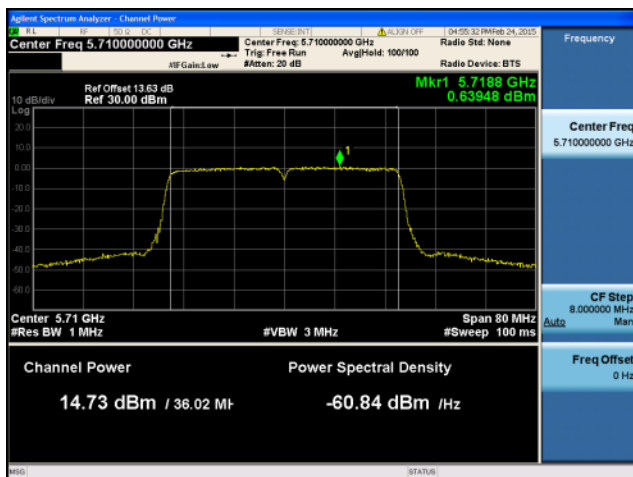 Agilent Spectrum Analyzer - Channel Power
RL RF 50 Ω DC SENSE:INT ALIGN OFF 04:55:32 PM Feb 24, 2015
Center Freq 5.710000000 GHz
Center Freq: 5.710000000 GHz
Radio Std: None
Trig: Free Run Avg|Hold: 100/100
#IFGain:Low #Atten: 20 dB Radio Device: BTS
Ref Offset 13.63 dB
10 dB/div Ref 30.00 dBm
Log
Mkr1 5.7188 GHz
0.63948 dBm
20.0
10.0
0.00
-10.0
-20.0
-30.0
-40.0
-50.0
-60.0
1
Center 5.71 GHz Span 80 MHz
#Res BW 1 MHz #VBW 3 MHz #Sweep 100 ms
Channel Power Power Spectral Density
14.73 dBm / 36.02 MH -60.84 dBm /Hz
MSG STATUS
Frequency
Center Freq
5.710000000 GHz
CF Step
8.000000 MHz
Auto Man
Freq Offset
0 Hz